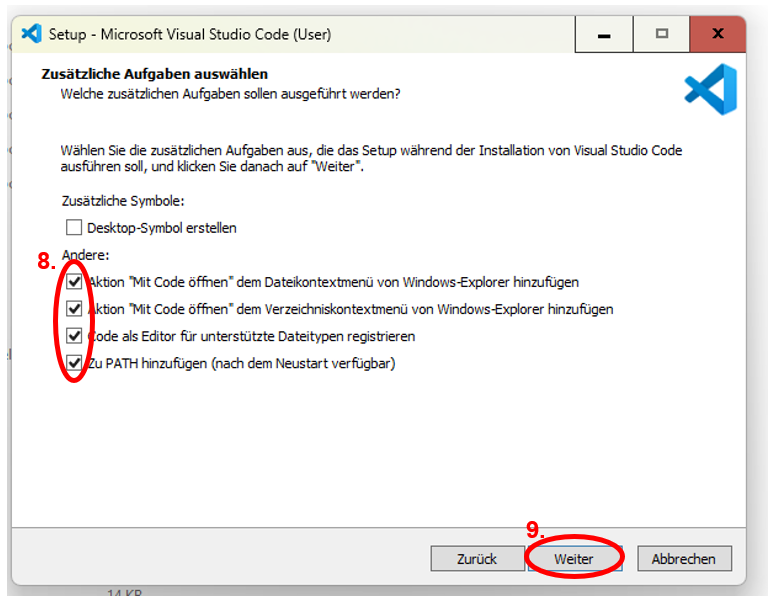 Setup - Microsoft Visual Studio Code (User)
Zusätzliche Aufgaben auswählen
Welche zusätzlichen Aufgaben sollen ausgeführt werden?
Wählen Sie die zusätzlichen Aufgaben aus, die das Setup während der Installation von Visual Studio Code
ausführen soll, und klicken Sie danach auf "Weiter".
Zusätzliche Symbole:
Desktop-Symbol erstellen
Andere:
8.
Aktion "Mit Code öffnen" dem Dateikontextmenü von Windows-Explorer hinzufügen
Aktion "Mit Code öffnen" dem Verzeichniskontextmenü von Windows-Explorer hinzufügen
Code als Editor für unterstützte Dateitypen registrieren
Zu PATH hinzufügen (nach dem Neustart verfügbar)
9.
Zurück Weiter Abbrechen